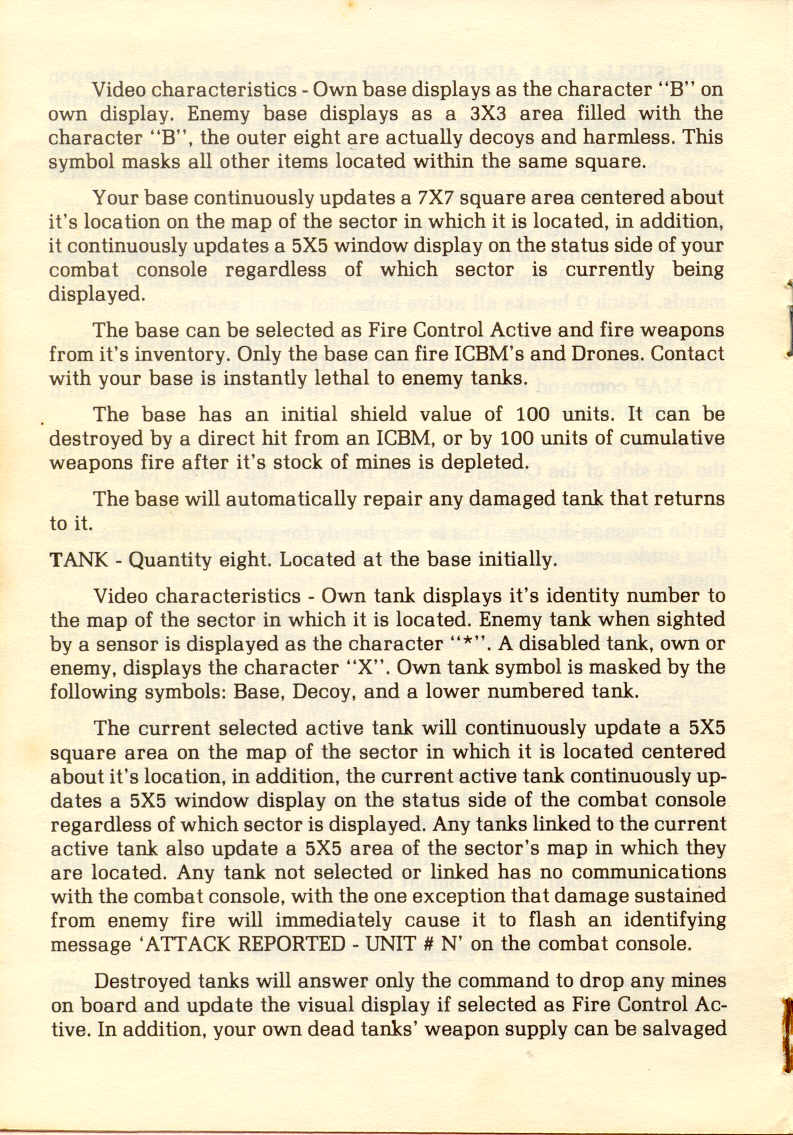 Video characteristics - Own base displays as the character "B" on
own display. Enemy base displays as a 3X3 area filled with the
character "B", the outer eight are actually decoys and harmless. This
symbol masks all other items located within the same square.
Your base continuously updates a 7X7 square area centered about
it's location on the map of the sector in which it is located, in addition,
it continuously updates a 5X5 window display on the status side of your
combat console regardless of which sector is currently being
displayed.
The base can be selected as Fire Control Active and fire weapons
from it's inventory. Only the base can fire ICBM's and Drones. Contact
with your base is instantly lethal to enemy tanks.
The base has an initial shield value of 100 units. It can be
destroyed by a direct hit from an ICBM, or by 100 units of cumulative
weapons fire after it's stock of mines is depleted.
The base will automatically repair any damaged tank that returns
to it.
TANK - Quantity eight. Located at the base initially.
Video characteristics - Own tank displays it's identity number to
the map of the sector in which it is located. Enemy tank when sighted
by a sensor is displayed as the character "*". A disabled tank, own or
enemy, displays the character "X". Own tank symbol is masked by the
following symbols: Base, Decoy, and a lower numbered tank.
The current selected active tank will continuously update a 5X5
square area on the map of the sector in which it is located centered
about it's location, in addition, the current active tank continuously up-
dates a 5X5 window display on the status side of the combat console
regardless of which sector is displayed. Any tanks linked to the current
active tank also update a 5X5 area of the sector's map in which they
are located. Any tank not selected or linked has no communications
with the combat console, with the one exception that damage sustained
from enemy fire will immediately cause it to flash an identifying
message 'ATTACK REPORTED - UNIT # N' on the combat console.
Destroyed tanks will answer only the command to drop any mines
on board and update the visual display if selected as Fire Control Ac-
tive. In addition, your own dead tanks' weapon supply can be salvaged